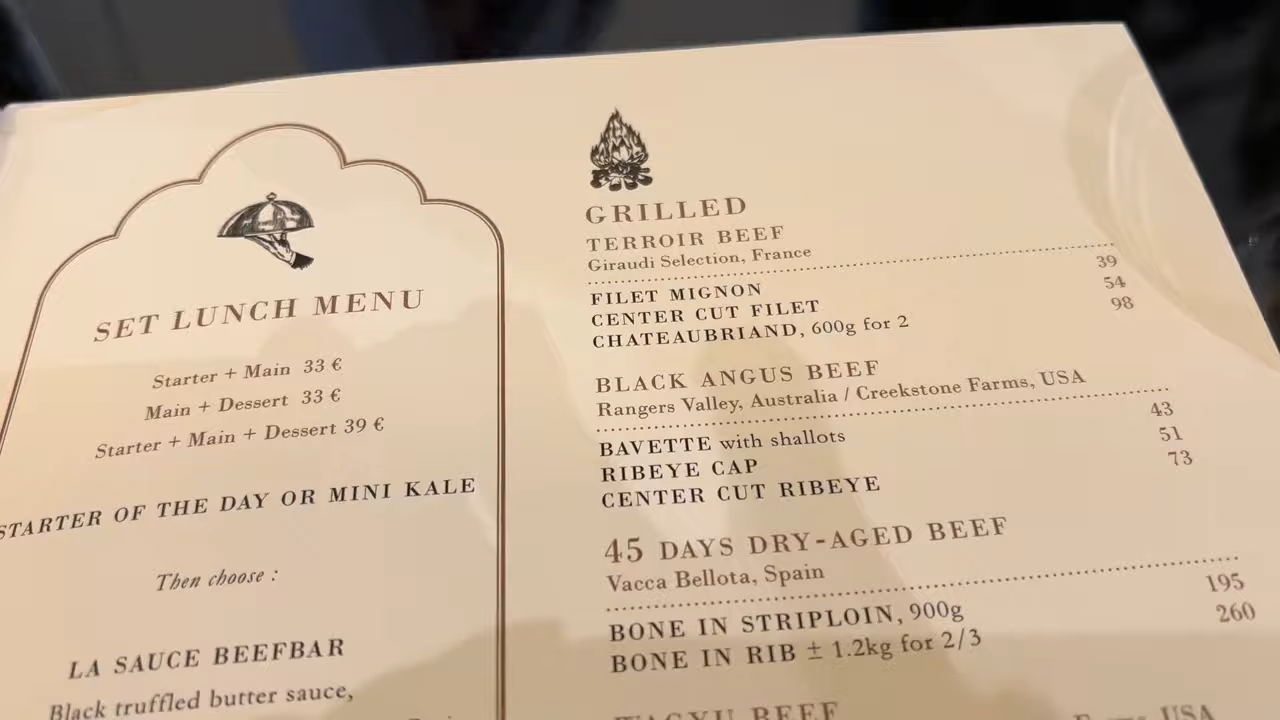 SET LUNCH MENU
Starter + Main 33 €
Main + Dessert 33 €
Starter + Main + Dessert 39 €
STARTER OF THE DAY OR MINI KALE
Then choose :
LA SAUCE BEEFBAR
Black truffled butter sauce,
GRILLED
TERROIR BEEF
Giraudi Selection, France
FILET MIGNON 39
CENTER CUT FILET 54
CHATEAUBRIAND, 600g for 2 98
BLACK ANGUS BEEF
Rangers Valley, Australia / Creekstone Farms, USA
BAVETTE with shallots 43
RIBEYE CAP 51
CENTER CUT RIBEYE 73
45 DAYS DRY-AGED BEEF
Vacca Bellota, Spain
BONE IN STRIPLOIN, 900g 195
BONE IN RIB ± 1.2kg for 2/3 260
WAGYU BEEF
USA